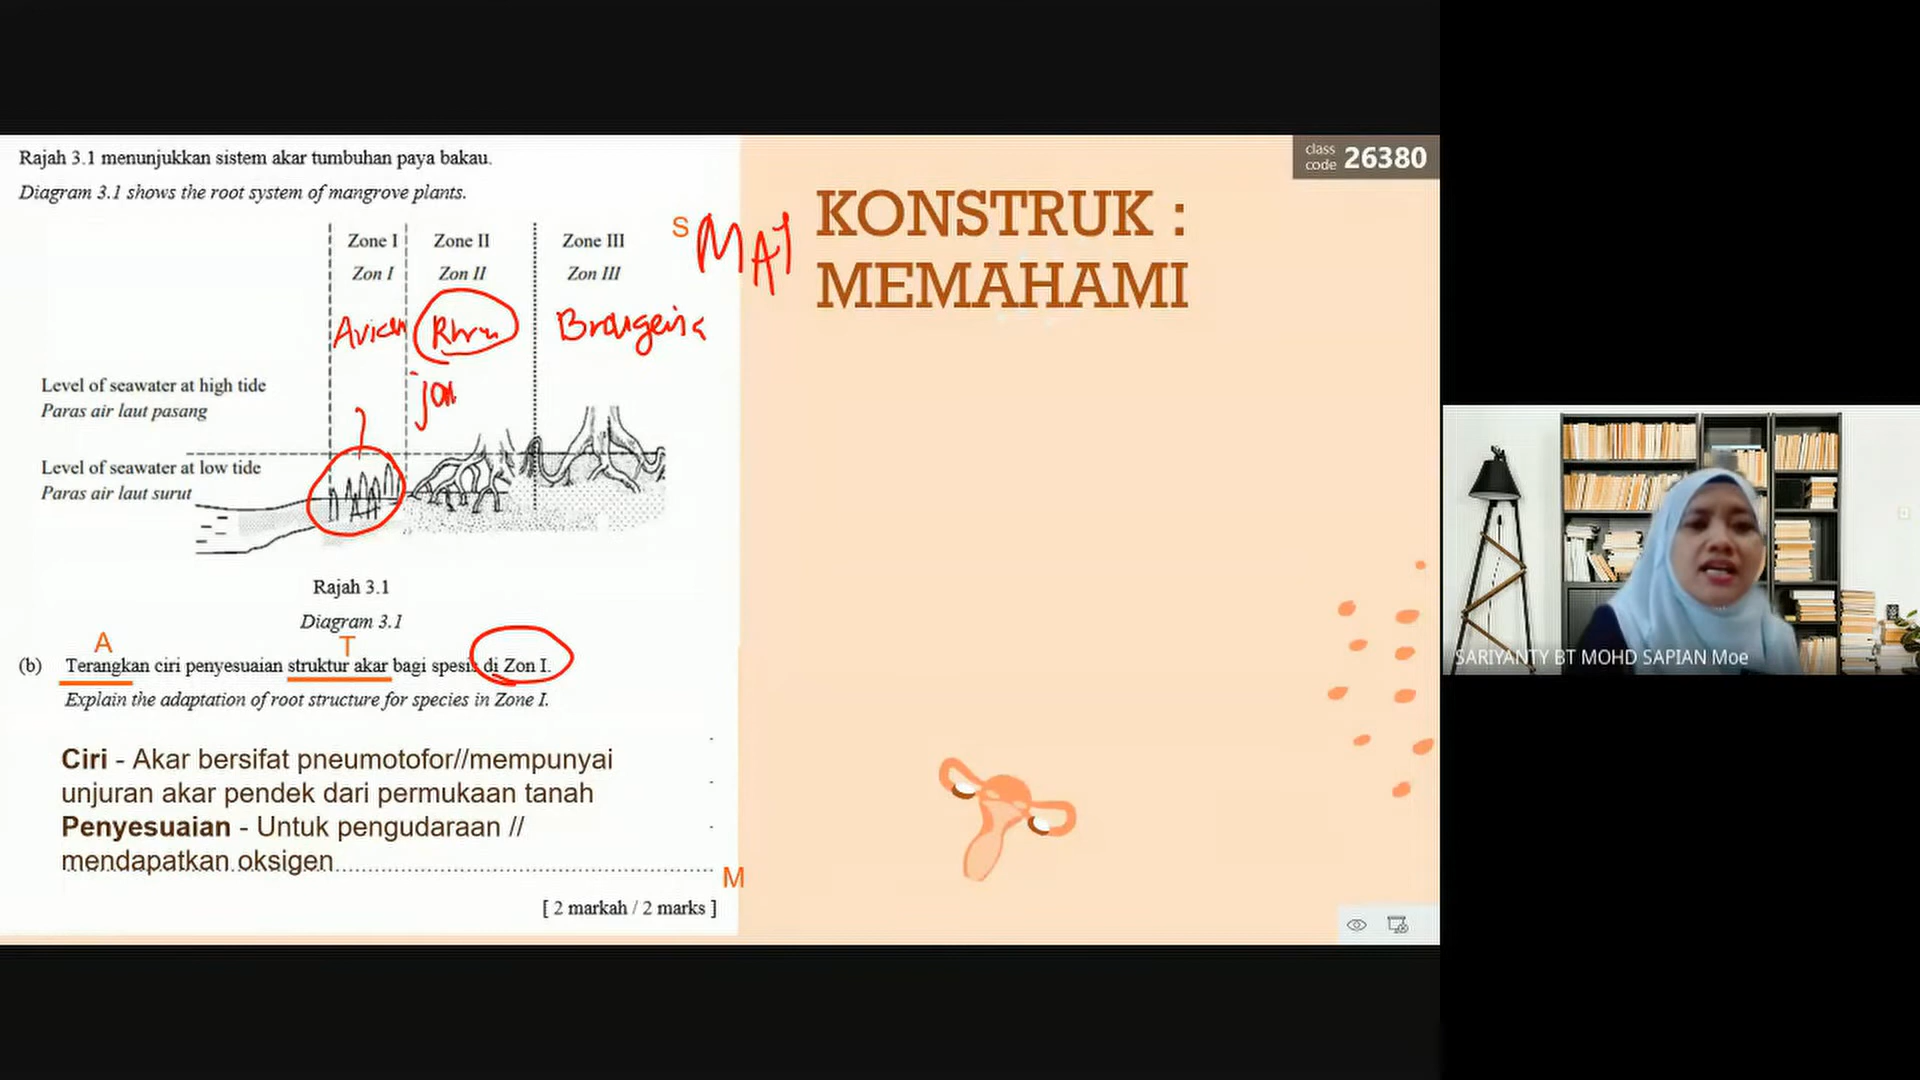 Rajah 3.1 menunjukkan sistem akar tumbuhan paya bakau.
Diagram 3.1 shows the root system of mangrove plants.
Zone I
Zon I
Zone II
Zon II
Zone III
Zon III
S
MAT
Avicen
Level of seawater at high tide
Paras air laut pasang
Level of seawater at low tide
Paras air laut surut
Rajah 3.1
Diagram 3.1
A
T
(b) Terangkan ciri penyesuaian struktur akar bagi spesis di Zon I.
Explain the adaptation of root structure for species in Zone I.
Ciri - Akar bersifat pneumotofor//mempunyai
unjuran akar pendek dari permukaan tanah
Penyesuaian - Untuk pengudaraan //
mendapatkan oksigen
M
[ 2 markah / 2 marks ]
KONSTRUK :
MEMAHAMI
class
code 26380
SARIYANTY BT MOHD SAPIAN Moe